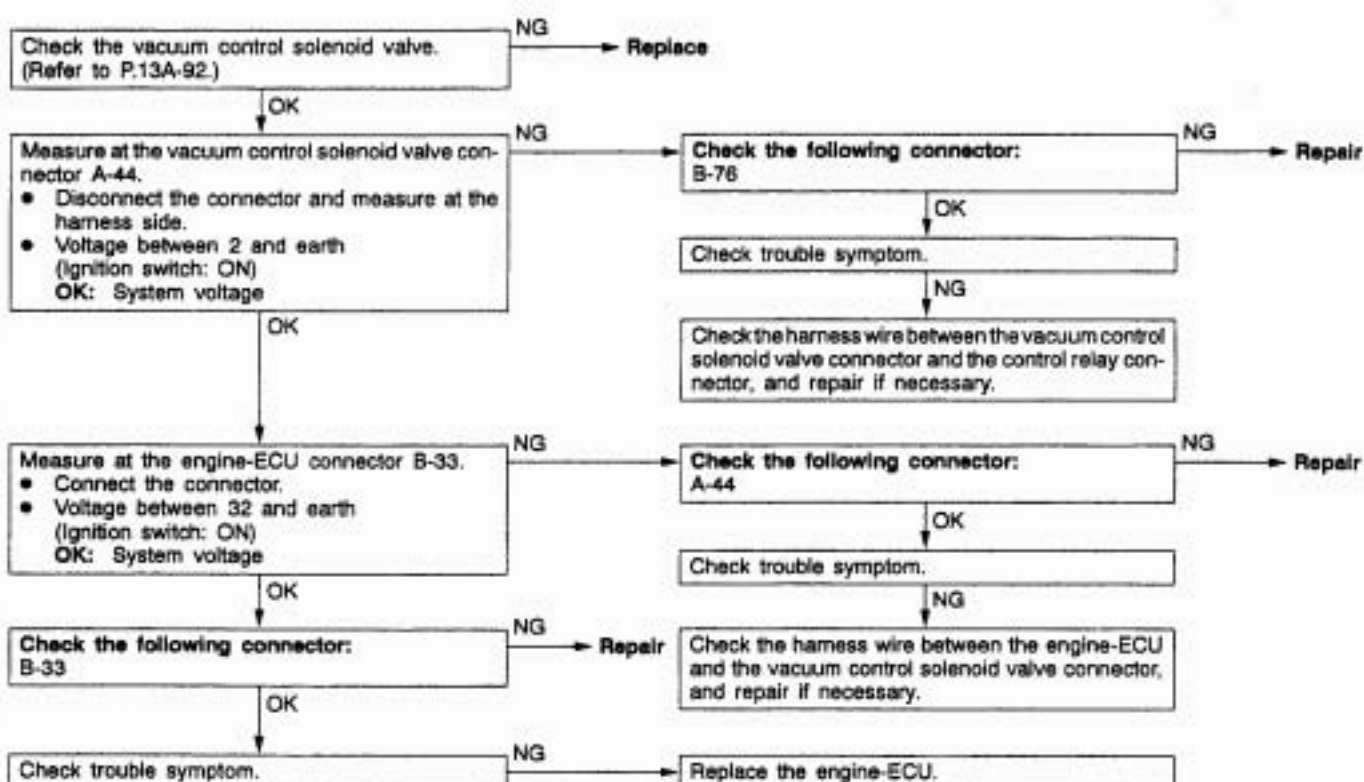 Check the vacuum control solenoid valve.
(Refer to P.13A-92.)
NG
Replace
OK
Measure at the vacuum control solenoid valve con-
nector A-44.
● Disconnect the connector and measure at the
harness side.
● Voltage between 2 and earth
(Ignition switch: ON)
OK: System voltage
NG
Check the following connector:
B-76
NG
Repair
OK
Check trouble symptom.
NG
Check the harness wire between the vacuum control
solenoid valve connector and the control relay con-
nector, and repair if necessary.
OK
Measure at the engine-ECU connector B-33.
● Connect the connector.
● Voltage between 32 and earth
(Ignition switch: ON)
OK: System voltage
NG
Check the following connector:
A-44
NG
Repair
OK
Check trouble symptom.
NG
Check the harness wire between the engine-ECU
and the vacuum control solenoid valve connector,
and repair if necessary.
OK
Check the following connector:
B-33
NG
Repair
OK
Check trouble symptom.
NG
Replace the engine-ECU.